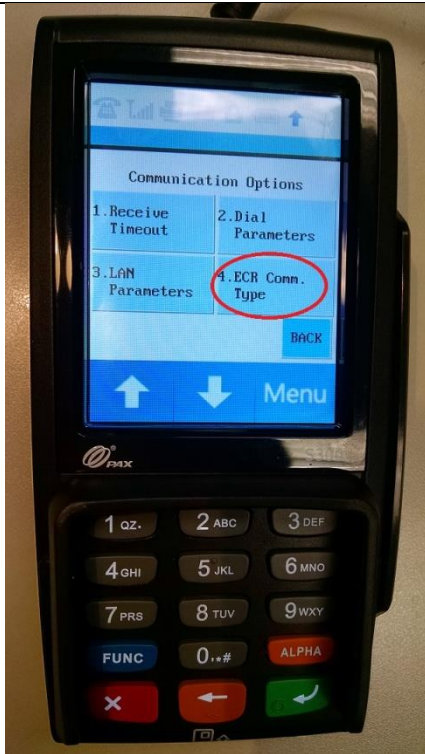 Communication Options
1.Receive
Timeout
2.Dial
Parameters
3.LAN
Parameters
4.ECR Comm.
Type
BACK
Menu
PAX
1 QZ.
2 ABC
3 DEF
4 GHI
5 JKL
6 MNO
7 PRS
8 TUV
9 WXY
FUNC
0,*#
ALPHA